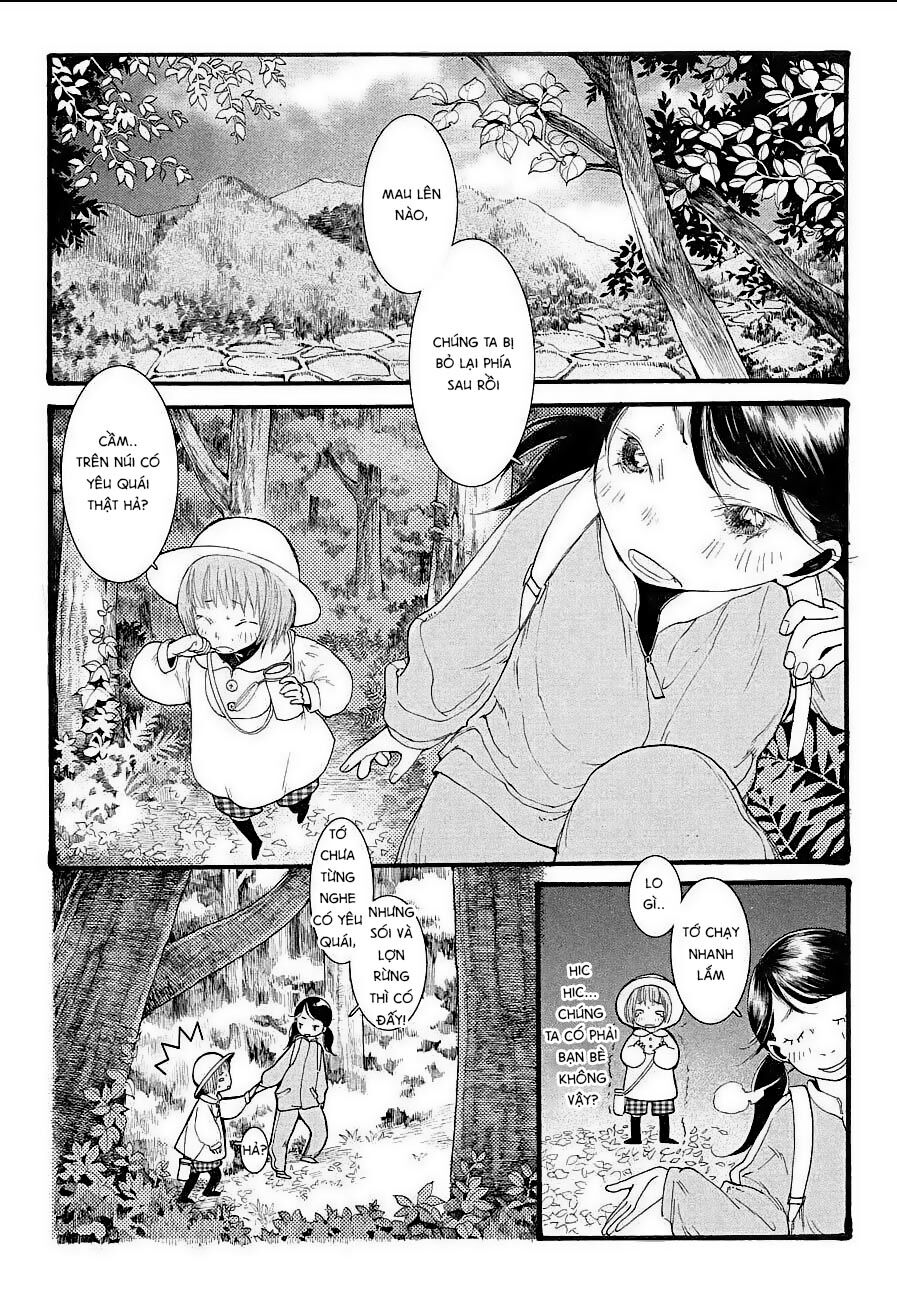 MAU LÊN
NÀO,
CHÚNG TA BỊ
BỎ LẠI PHÍA
SAU RỒI
CẦM..
TRÊN NÚI CÓ
YÊU QUÁI
THẬT HẢ?
TỚ
CHƯA
TỪNG
NGHE
CÓ YÊU
QUÁI,
NHƯNG
SÓI VÀ
LỢN
RỪNG
THÌ CÓ
ĐẤY!
HẢ?
LO
GÌ..
TỚ CHẠY
NHANH
LẮM
HIC
HIC...
CHÚNG
TA CÓ PHẢI
BẠN BÈ
KHÔNG
VẬY?